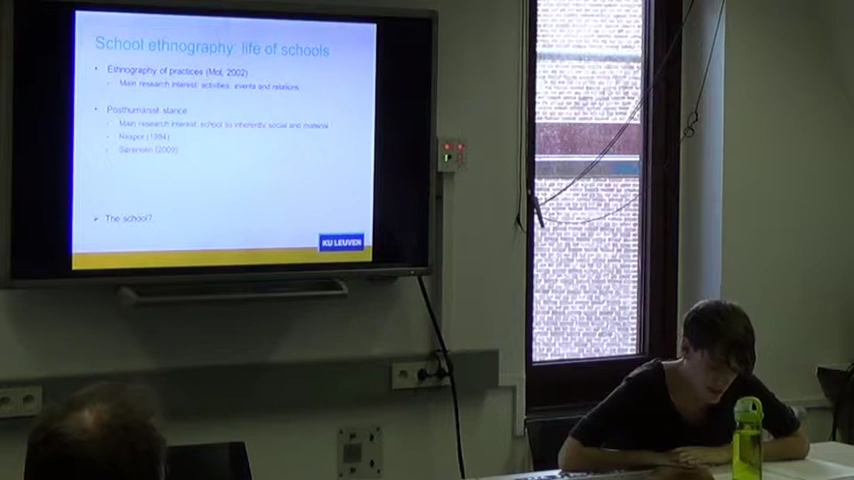 School ethnography: life of schools
• Ethnography of practices (Mol, 2002)
- Main research interest: activities, events and relations
• Posthumanist stance
- Main research interest: school as inherently social and material
- Nespor (1994)
- Sørensen (2009)
➢ The school?
KU LEUVEN